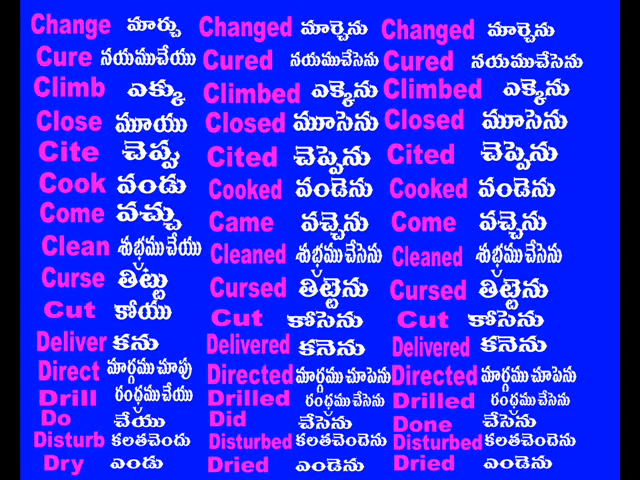 Change మార్చు Changed మార్చెను Changed మార్చెను
Cure నయముచేయు Cured నయముచేసెను Cured నయముచేసెను
Climb ఎక్కు Climbed ఎక్కెను Climbed ఎక్కెను
Close మూయు Closed మూసెను Closed మూసెను
Cite చెప్పు Cited చెప్పెను Cited చెప్పెను
Cook వండు Cooked వండెను Cooked వండెను
Come వచ్చు Came వచ్చెను Come వచ్చెను
Clean శుభ్రముచేయు Cleaned శుభ్రముచేసెను Cleaned శుభ్రముచేసెను
Curse తిట్టు Cursed తిట్టెను Cursed తిట్టెను
Cut కోయు Cut కోసెను Cut కోసెను
Deliver కను Delivered కనెను Delivered కనెను
Direct మార్గముచూపు Directed మార్గముచూపెను Directed మార్గముచూపెను
Drill రంధ్రముచేయు Drilled రంధ్రముచేసెను Drilled రంధ్రముచేసెను
Do చేయు Did చేసెను Done చేసెను
Disturb కలతచెందు Disturbed కలతచెందెను Disturbed కలతచెందెను
Dry ఎండు Dried ఎండెను Dried ఎండెను